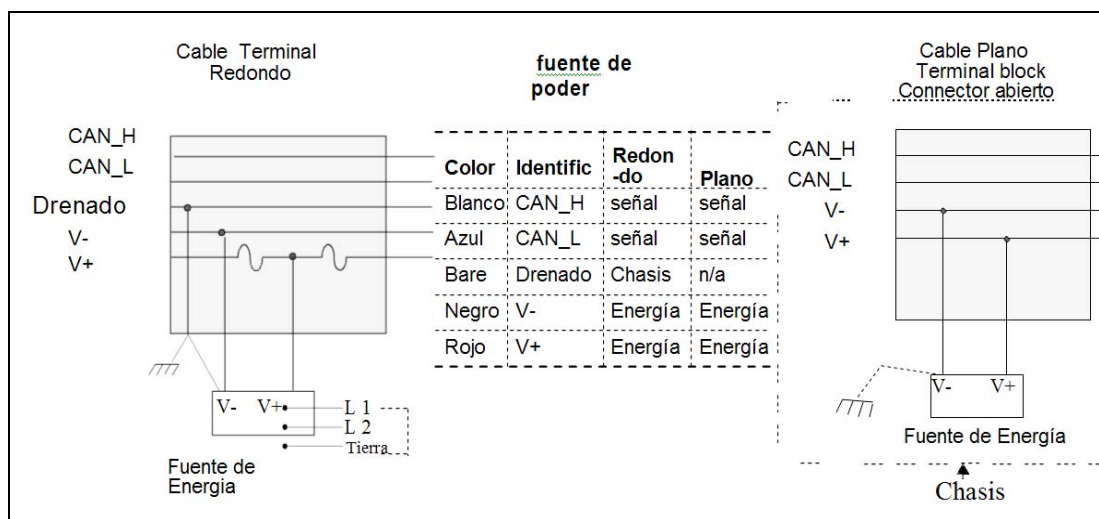 Cable Terminal
Redondo
CAN_H
CAN_L
Drenado
V-
V+
V- V+
L 1
L 2
Tierra
Fuente de
Energia
fuente de
poder
Color Identific Redon
-do Plano
Blanco CAN_H señal señal
Azul CAN_L señal señal
Bare Drenado Chasis n/a
Negro V- Energía Energía
Rojo V+ Energía Energía
Cable Plano
Terminal block
Connector abierto
CAN_H
CAN_L
V-
V+
V- V+
Fuente de Energía
Chasis